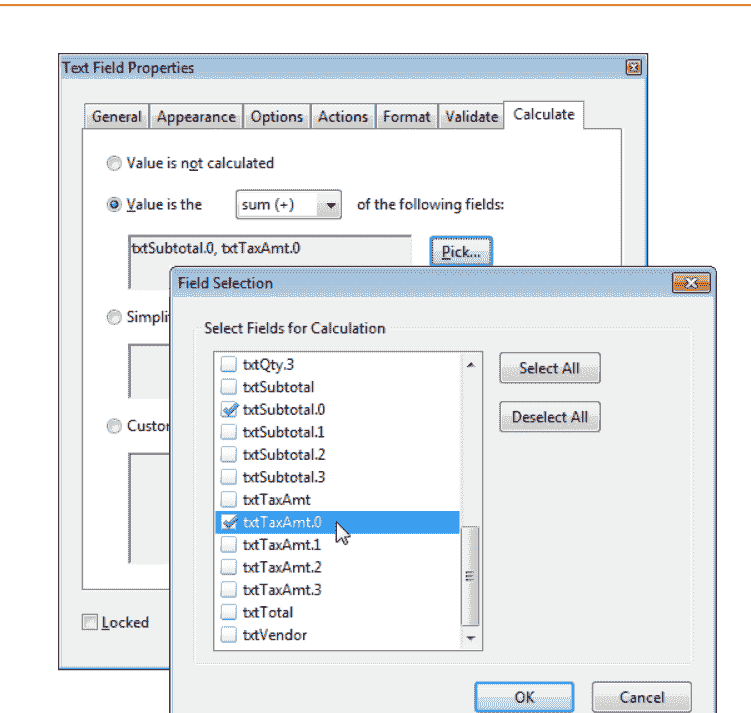 Text Field Properties
General Appearance Options Actions Format Validate Calculate
Value is not calculated
Value is the sum (+) of the following fields:
txtSubtotal.0, txtTaxAmt.0
Pick...
Field Selection
Select Fields for Calculation
txtQty.3
txtSubtotal
txtSubtotal.0
txtSubtotal.1
txtSubtotal.2
txtSubtotal.3
txtTaxAmt
txtTaxAmt.0
txtTaxAmt.1
txtTaxAmt.2
txtTaxAmt.3
txtTotal
txtVendor
Select All
Deselect All
OK Cancel
Simpli
Custor
Locked